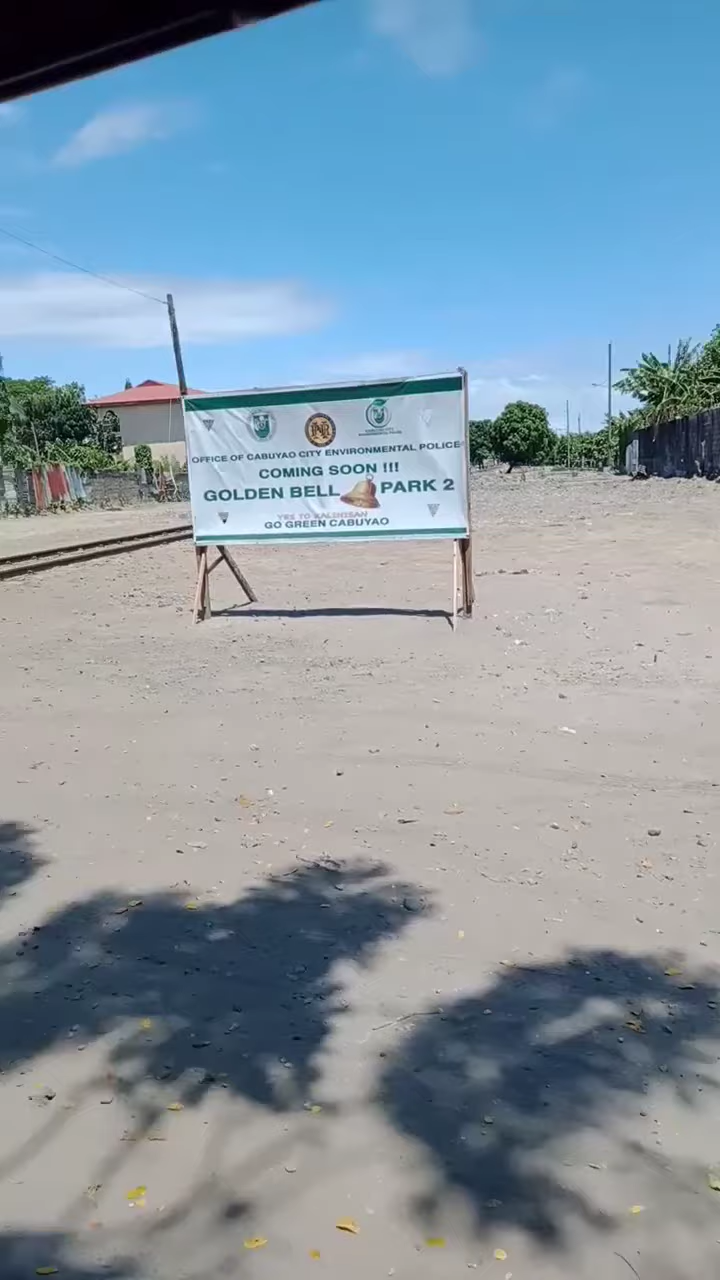 OFFICE OF CABUYAO CITY ENVIRONMENTAL POLICE
COMING SOON !!!
GOLDEN BELL PARK 2
YES TO KALINISAN
GO GREEN CABUYAO